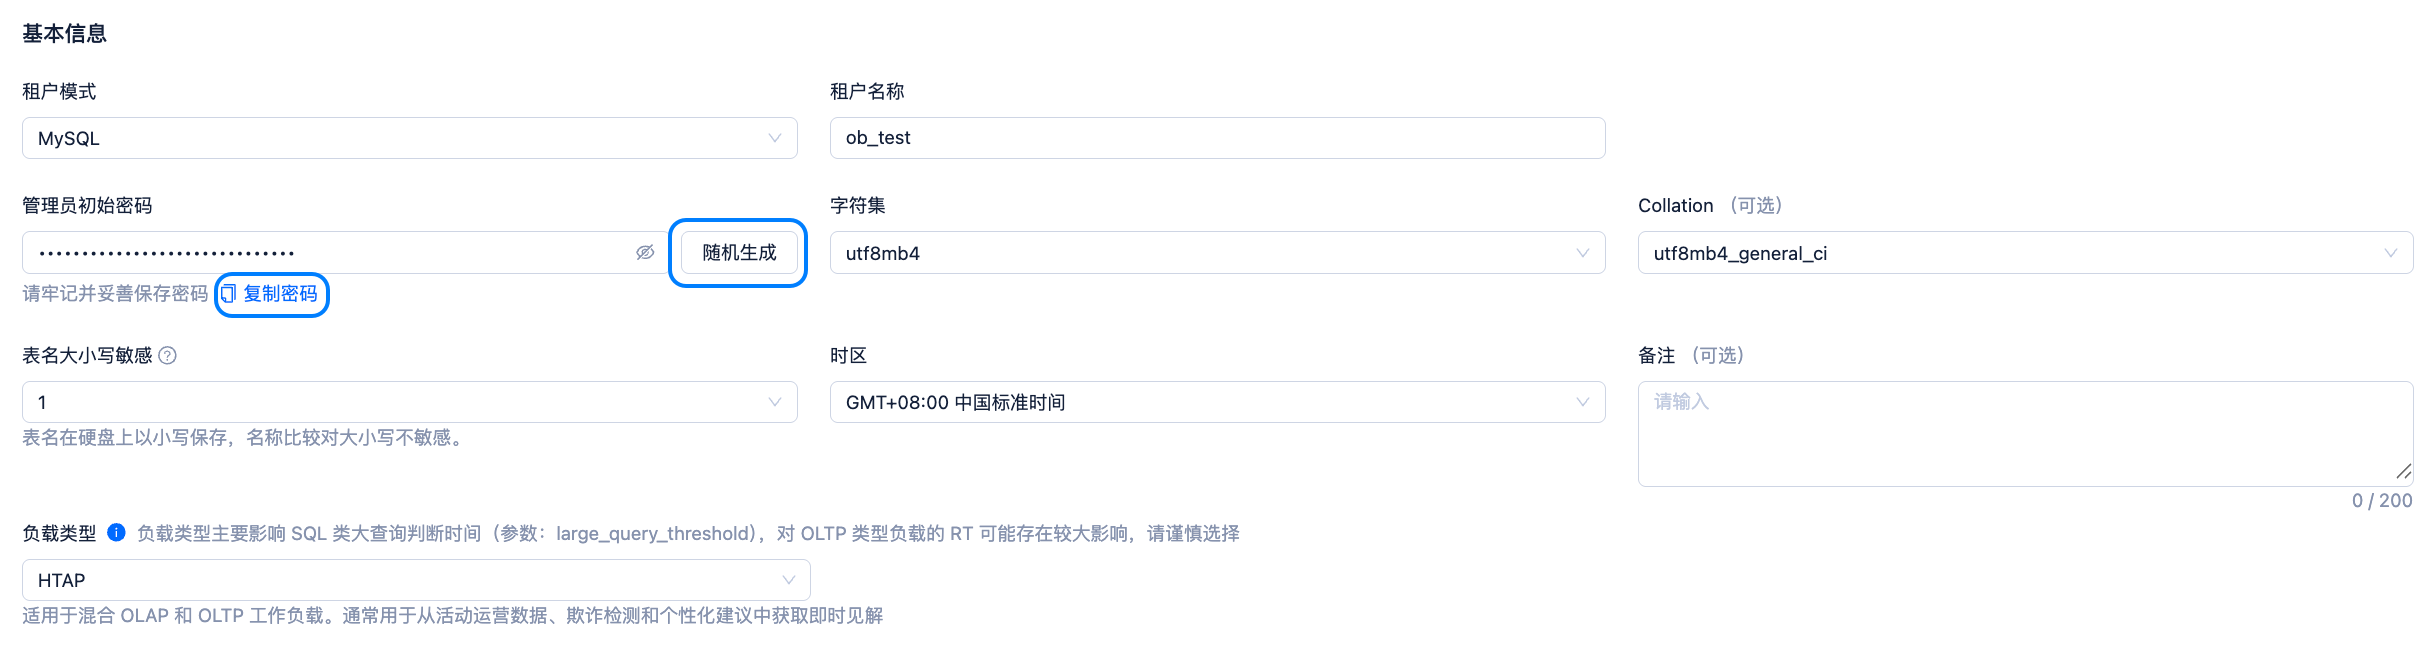 基本信息
租户模式
租户名称
MySQL
ob_test
管理员初始密码
字符集
Collation （可选）
••••••••••••••••••••••••••••••
随机生成
utf8mb4
utf8mb4_general_ci
请牢记并妥善保存密码 复制密码
表名大小写敏感
时区
备注 （可选）
1
GMT+08:00 中国标准时间
请输入
表名在硬盘上以小写保存，名称比较对大小写不敏感。
0 / 200
负载类型 负载类型主要影响 SQL 类大查询判断时间（参数：large_query_threshold），对 OLTP 类型负载的 RT 可能存在较大影响，请谨慎选择
HTAP
适用于混合 OLAP 和 OLTP 工作负载。通常用于从活动运营数据、欺诈检测和个性化建议中获取即时见解